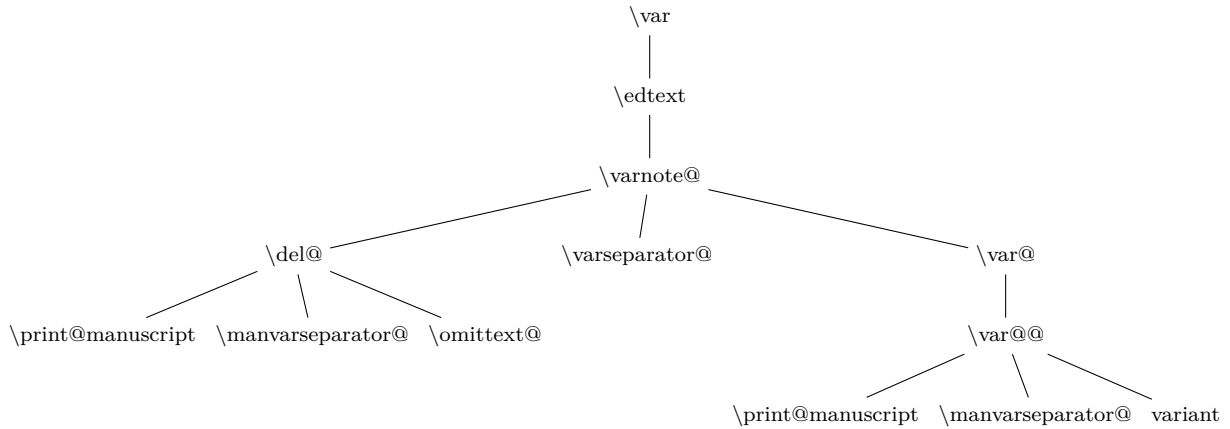 \var
\edtext
\varnote@
\del@ \varseparator@ \var@
\print@manuscript \manvarseparator@ \omittext@ \var@@
\print@manuscript \manvarseparator@ variant